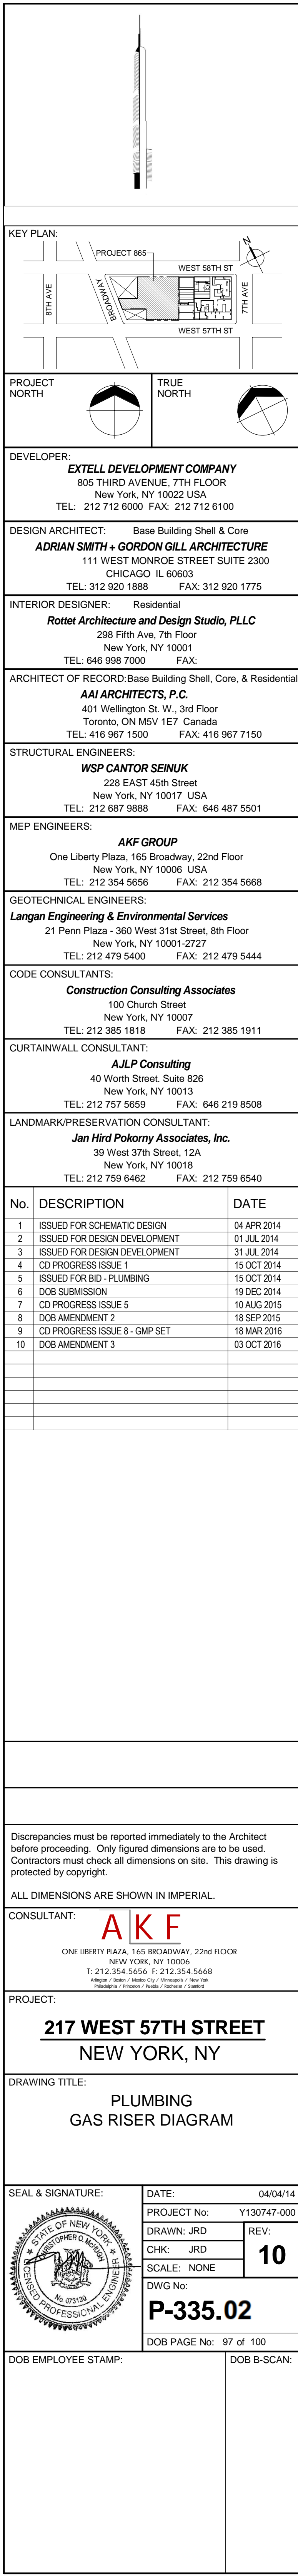 KEY PLAN:
PROJECT 865
N
WEST 58TH ST
8TH AVE
BROADWAY
7TH AVE
WEST 57TH ST
PROJECT
NORTH
TRUE
NORTH
DEVELOPER:
EXTELL DEVELOPMENT COMPANY
805 THIRD AVENUE, 7TH FLOOR
New York, NY 10022 USA
TEL: 212 712 6000 FAX: 212 712 6100
DESIGN ARCHITECT: Base Building Shell & Core
ADRIAN SMITH + GORDON GILL ARCHITECTURE
111 WEST MONROE STREET SUITE 2300
CHICAGO IL 60603
TEL: 312 920 1888 FAX: 312 920 1775
INTERIOR DESIGNER: Residential
Rottet Architecture and Design Studio, PLLC
298 Fifth Ave, 7th Floor
New York, NY 10001
TEL: 646 998 7000 FAX:
ARCHITECT OF RECORD:Base Building Shell, Core, & Residential
AAI ARCHITECTS, P.C.
401 Wellington St. W., 3rd Floor
Toronto, ON M5V 1E7 Canada
TEL: 416 967 1500 FAX: 416 967 7150
STRUCTURAL ENGINEERS:
WSP CANTOR SEINUK
228 EAST 45th Street
New York, NY 10017 USA
TEL: 212 687 9888 FAX: 646 487 5501
MEP ENGINEERS:
AKF GROUP
One Liberty Plaza, 165 Broadway, 22nd Floor
New York, NY 10006 USA
TEL: 212 354 5656 FAX: 212 354 5668
GEOTECHNICAL ENGINEERS:
Langan Engineering & Environmental Services
21 Penn Plaza - 360 West 31st Street, 8th Floor
New York, NY 10001-2727
TEL: 212 479 5400 FAX: 212 479 5444
CODE CONSULTANTS:
Construction Consulting Associates
100 Church Street
New York, NY 10007
TEL: 212 385 1818 FAX: 212 385 1911
CURTAINWALL CONSULTANT:
AJLP Consulting
40 Worth Street. Suite 826
New York, NY 10013
TEL: 212 757 5659 FAX: 646 219 8508
LANDMARK/PRESERVATION CONSULTANT:
Jan Hird Pokorny Associates, Inc.
39 West 37th Street, 12A
New York, NY 10018
TEL: 212 759 6462 FAX: 212 759 6540
No. DESCRIPTION DATE
1 ISSUED FOR SCHEMATIC DESIGN 04 APR 2014
2 ISSUED FOR DESIGN DEVELOPMENT 01 JUL 2014
3 ISSUED FOR DESIGN DEVELOPMENT 31 JUL 2014
4 CD PROGRESS ISSUE 1 15 OCT 2014
5 ISSUED FOR BID - PLUMBING 15 OCT 2014
6 DOB SUBMISSION 19 DEC 2014
7 CD PROGRESS ISSUE 5 10 AUG 2015
8 DOB AMENDMENT 2 18 SEP 2015
9 CD PROGRESS ISSUE 8 - GMP SET 18 MAR 2016
10 DOB AMENDMENT 3 03 OCT 2016
Discrepancies must be reported immediately to the Architect
before proceeding. Only figured dimensions are to be used.
Contractors must check all dimensions on site. This drawing is
protected by copyright.
ALL DIMENSIONS ARE SHOWN IN IMPERIAL.
CONSULTANT:
AKF
ONE LIBERTY PLAZA, 165 BROADWAY, 22nd FLOOR
NEW YORK, NY 10006
T: 212.354.5656 F: 212.354.5668
Arlington / Boston / Mexico City / Minneapolis / New York
Philadelphia / Princeton / Puebla / Rochester / Stamford
PROJECT:
217 WEST 57TH STREET
NEW YORK, NY
DRAWING TITLE:
PLUMBING
GAS RISER DIAGRAM
SEAL & SIGNATURE:
STATE OF NEW YORK
CHRISTOPHER O. McHUGH
No. 073130
LICENSED PROFESSIONAL ENGINEER
DATE: 04/04/14
PROJECT No: Y130747-000
DRAWN: JRD
REV:
CHK: JRD
10
SCALE: NONE
DWG No:
P-335.02
DOB PAGE No: 97 of 100
DOB EMPLOYEE STAMP:
DOB B-SCAN: